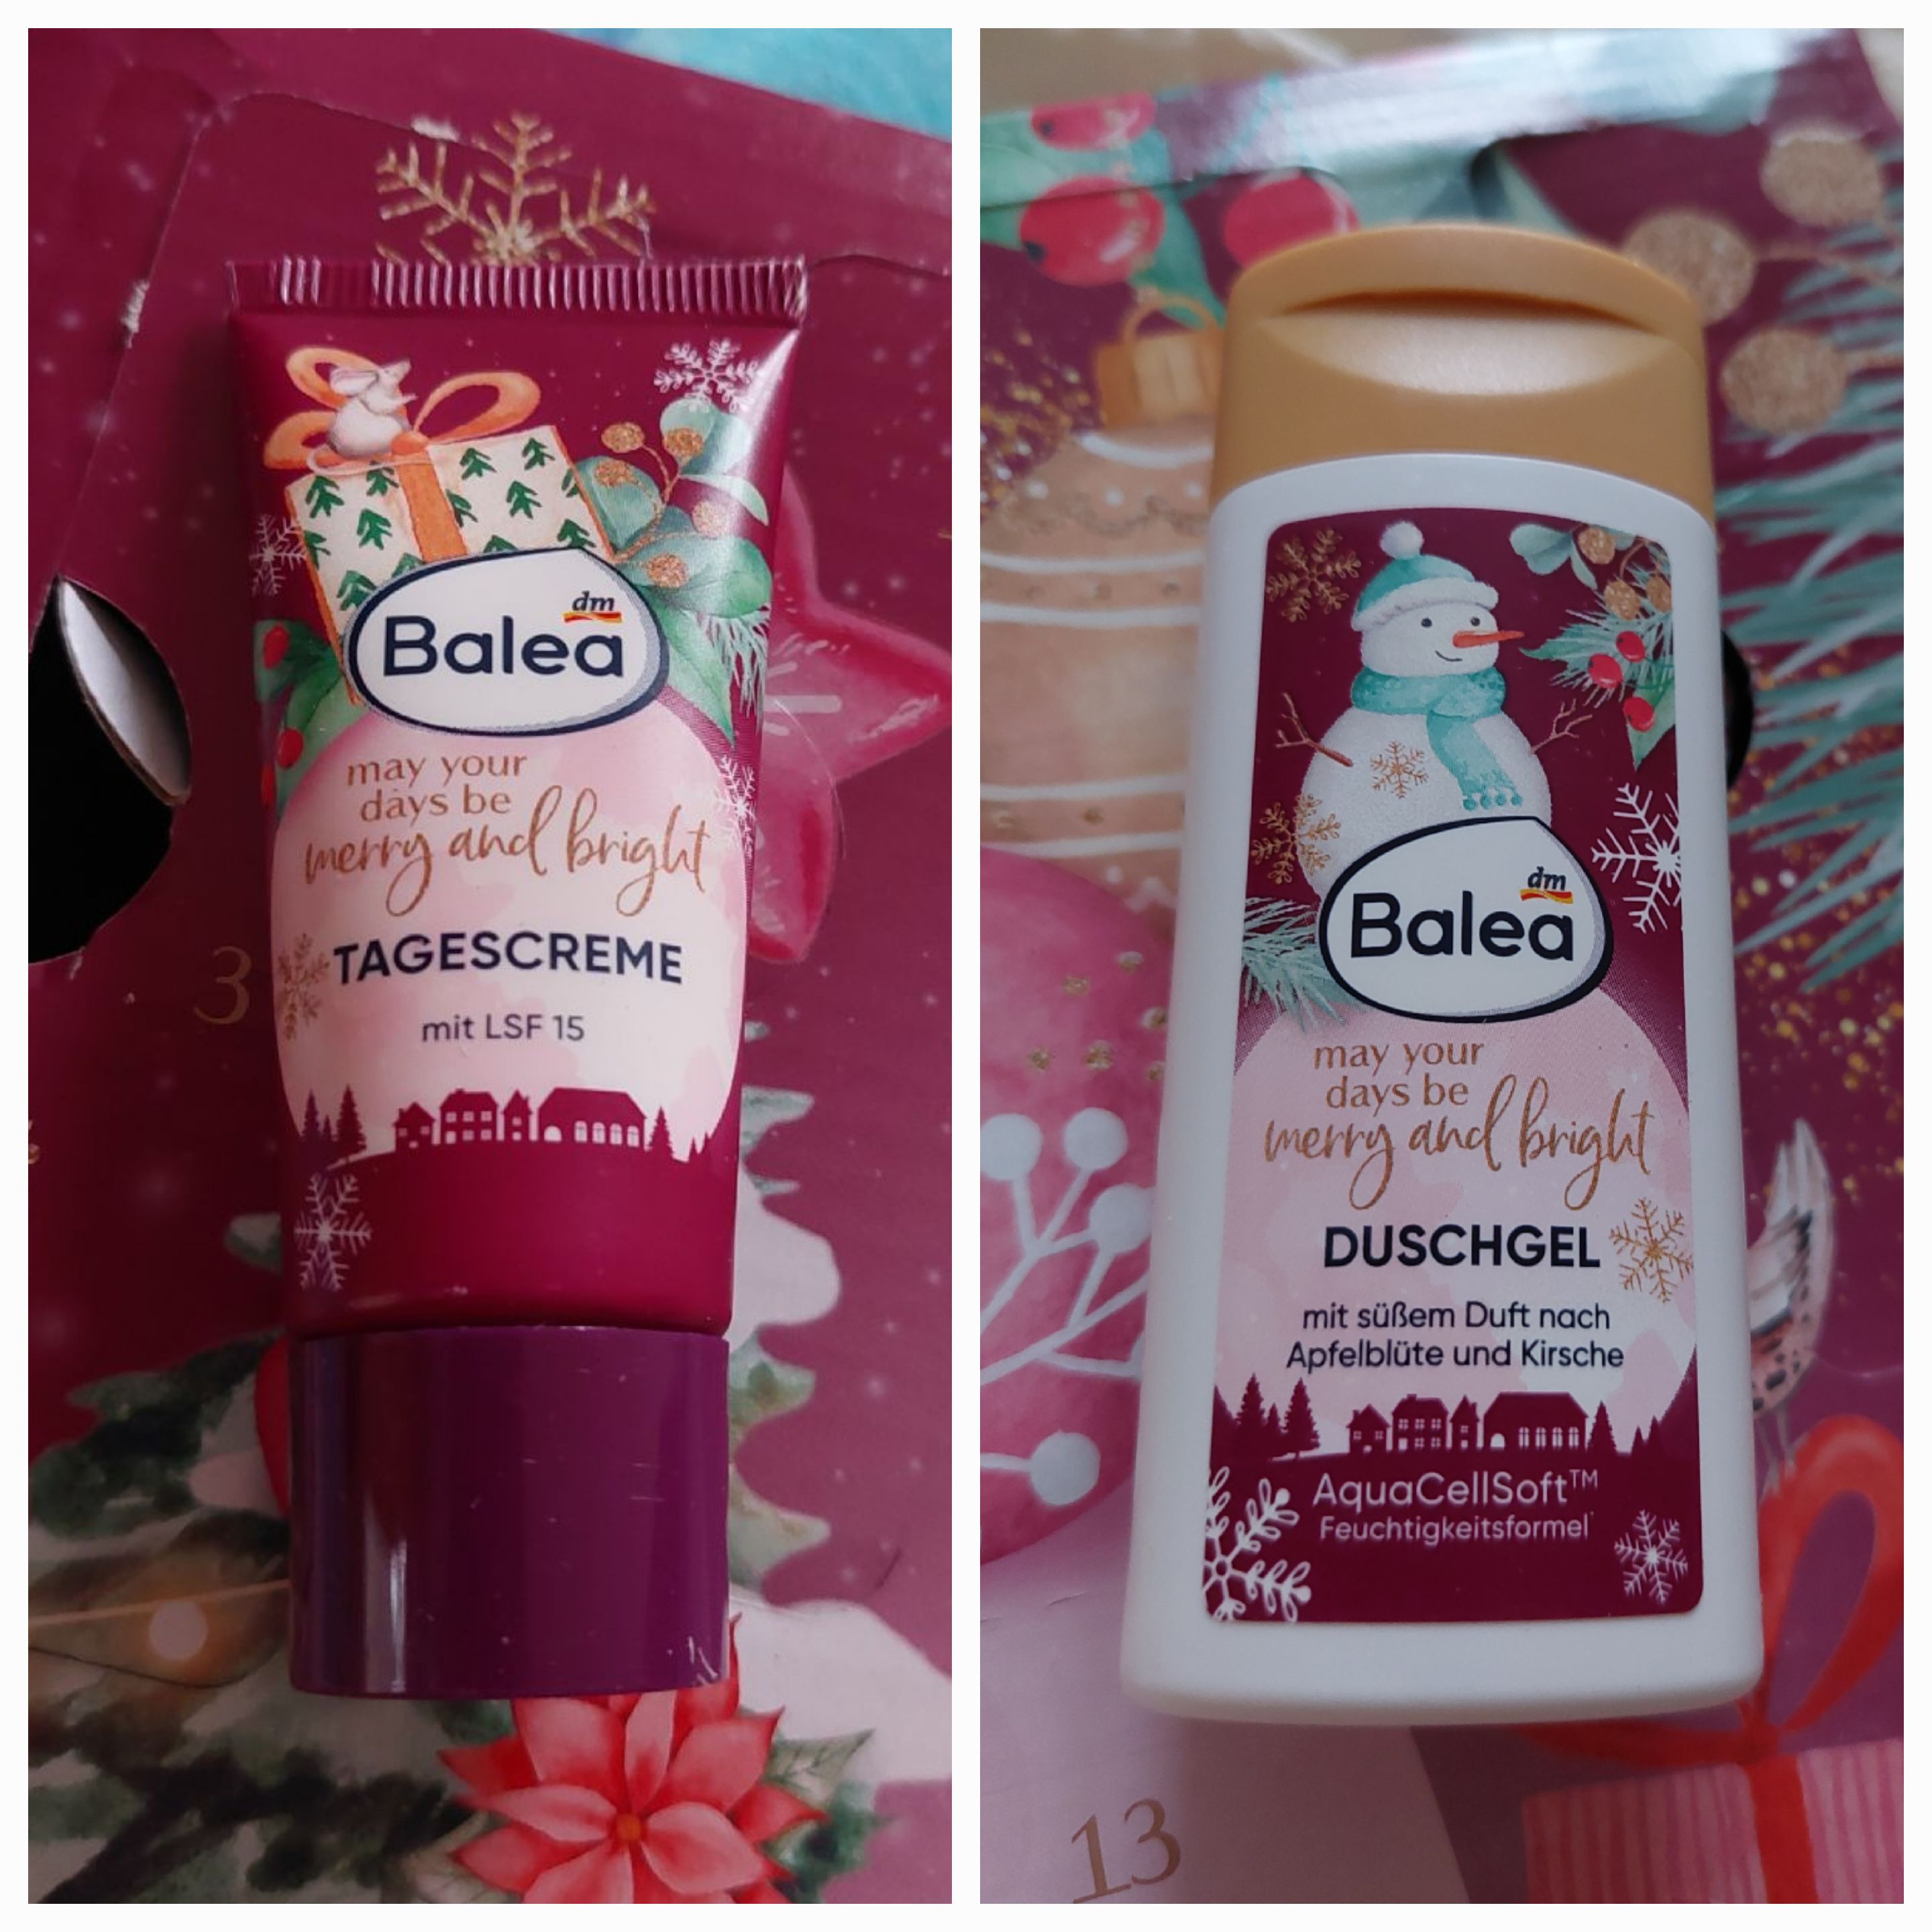 dm
Balea
may your
days be
merry and bright
TAGESCREME
mit LSF 15
3
dm
Balea
may your
days be
merry and bright
DUSCHGEL
mit süßem Duft nach
Apfelblüte und Kirsche
AquaCellSoft™
Feuchtigkeitsformel
13